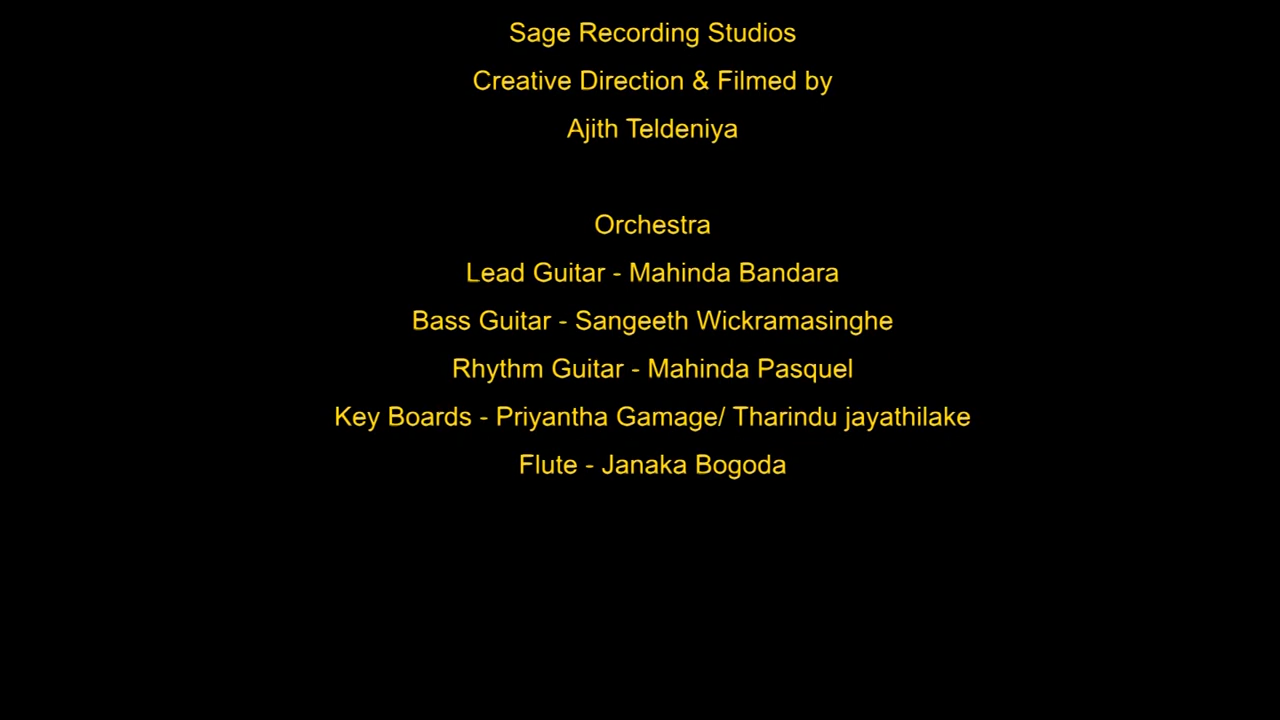 Sage Recording Studios
Creative Direction & Filmed by
Ajith Teldeniya
Orchestra
Lead Guitar - Mahinda Bandara
Bass Guitar - Sangeeth Wickramasinghe
Rhythm Guitar - Mahinda Pasquel
Key Boards - Priyantha Gamage/ Tharindu jayathilake
Flute - Janaka Bogoda